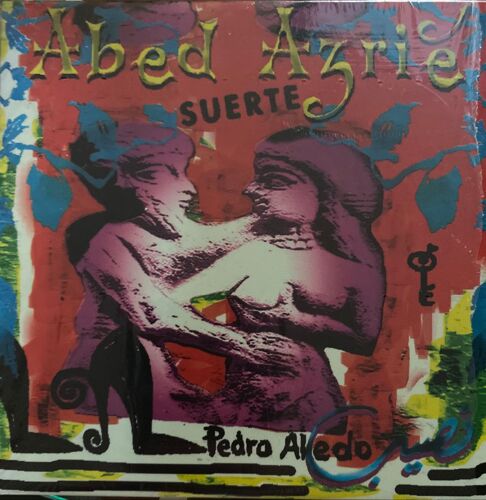 Abed Azrié
SUERTE
Pedro Aledo
نصيب